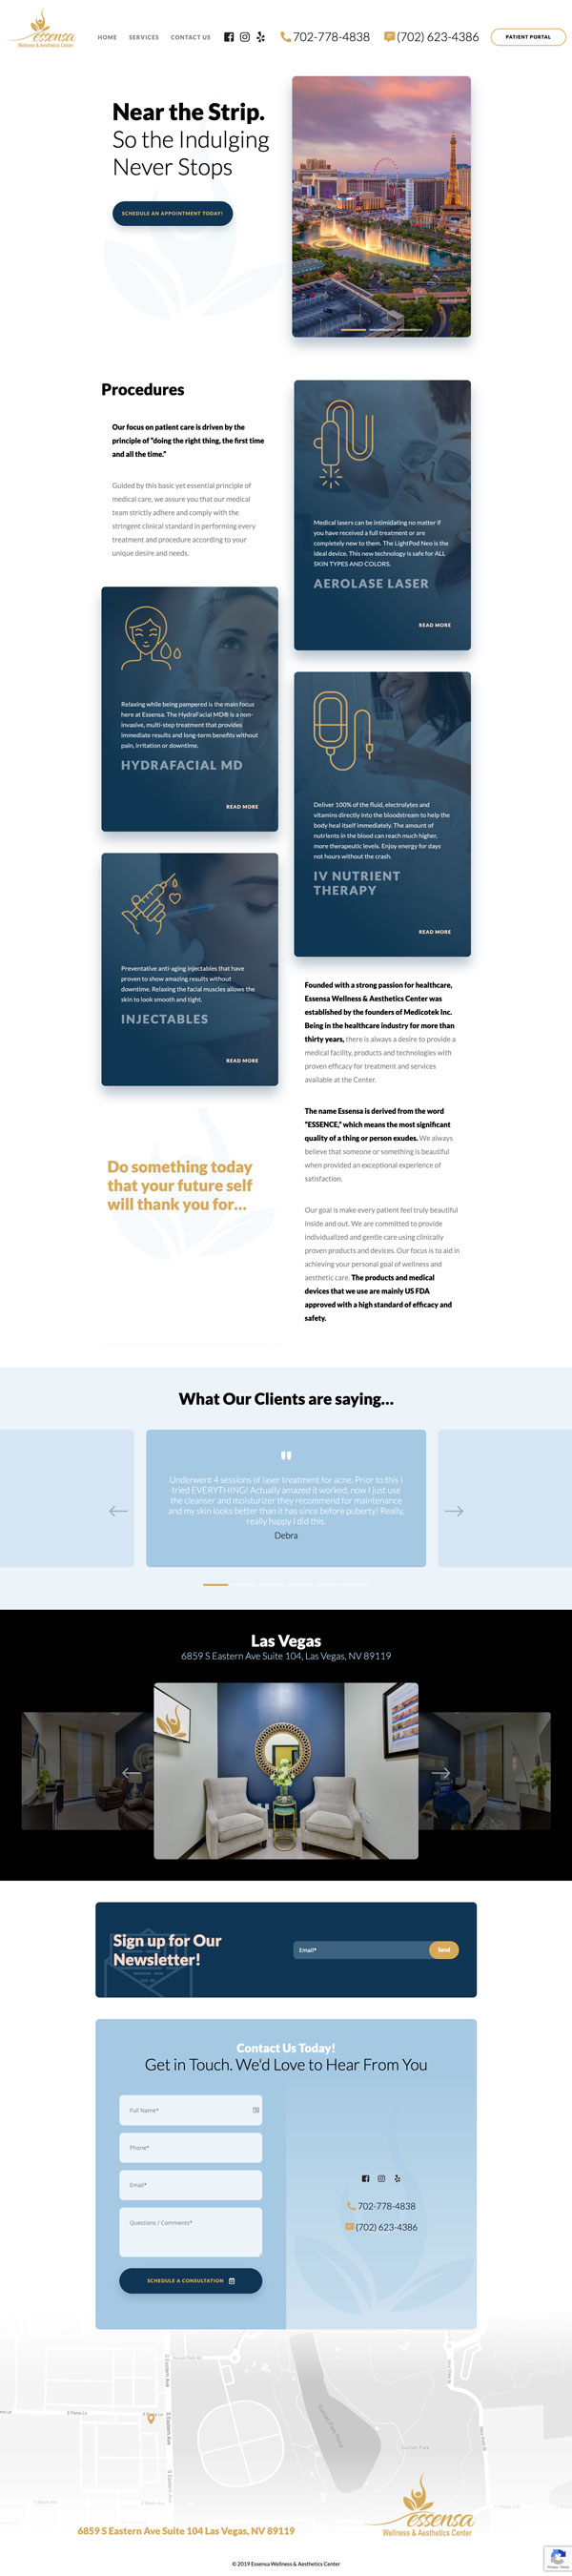 essensa
Wellness & Aesthetics Center
HOME SERVICES CONTACT US
702-778-4838
(702) 623-4386
PATIENT PORTAL
Near the Strip.
So the Indulging
Never Stops
SCHEDULE AN APPOINTMENT TODAY!
Procedures
Our focus on patient care is driven by the
principle of "doing the right thing, the first time
and all the time."
Guided by this basic yet essential principle of
medical care, we assure you that our medical
team strictly adhere and comply with the
stringent clinical standard in performing every
treatment and procedure according to your
unique desire and needs.
Medical lasers can be intimidating no matter if
you have received a full treatment or are
completely new to them. The LightPod Neo is the
ideal device. This new technology is safe for ALL
SKIN TYPES AND COLORS.
AEROLASE LASER
READ MORE
Relaxing while being pampered is the main focus
here at Essensa. The HydraFacial MD® is a non-
invasive, multi-step treatment that provides
immediate results and long-term benefits without
pain, irritation or downtime.
HYDRAFACIAL MD
READ MORE
Deliver 100% of the fluid, electrolytes and
vitamins directly into the bloodstream to help the
body heal itself immediately. The amount of
nutrients in the blood can reach much higher,
more therapeutic levels. Enjoy energy for days
not hours without the crash.
IV NUTRIENT
THERAPY
READ MORE
Preventative anti-aging injectables that have
proven to show amazing results without
downtime. Relaxing the facial muscles allows the
skin to look smooth and tight.
INJECTABLES
READ MORE
Founded with a strong passion for healthcare,
Essensa Wellness & Aesthetics Center was
established by the founders of Medicotek Inc.
Being in the healthcare industry for more than
thirty years, there is always a desire to provide a
medical facility, products and technologies with
proven efficacy for treatment and services
available at the Center.
The name Essensa is derived from the word
"ESSENCE," which means the most significant
quality of a thing or person exudes. We always
believe that someone or something is beautiful
when provided an exceptional experience of
satisfaction.
Do something today
that your future self
will thank you for...
Our goal is make every patient feel truly beautiful
inside and out. We are committed to provide
individualized and gentle care using clinically
proven products and devices. Our focus is to aid in
achieving your personal goal of wellness and
aesthetic care. The products and medical
devices that we use are mainly US FDA
approved with a high standard of efficacy and
safety.
What Our Clients are saying...
"
Underwent 4 sessions of laser treatment for acne. Prior to this I
tried EVERYTHING! Actually amazed it worked, now I just use
the cleanser and moisturizer they recommend for maintenance
and my skin looks better than it has since before puberty! Really,
really happy I did this.
Debra
Las Vegas
6859 S Eastern Ave Suite 104, Las Vegas, NV 89119
Sign up for Our
Newsletter!
Email*
Send
Contact Us Today!
Get in Touch. We'd Love to Hear From You
Full Name*
Phone*
Email*
Questions / Comments*
SCHEDULE A CONSULTATION
702-778-4838
(702) 623-4386
Sunset Park Rd
S Eastern Ave
E Pama Ln
S Eastern Ave
Sunset Park Pond
Sunset Park
S Eastern Ave
6859 S Eastern Ave Suite 104 Las Vegas, NV 89119
essensa
Wellness & Aesthetics Center
© 2019 Essensa Wellness & Aesthetics Center
Privacy - Terms